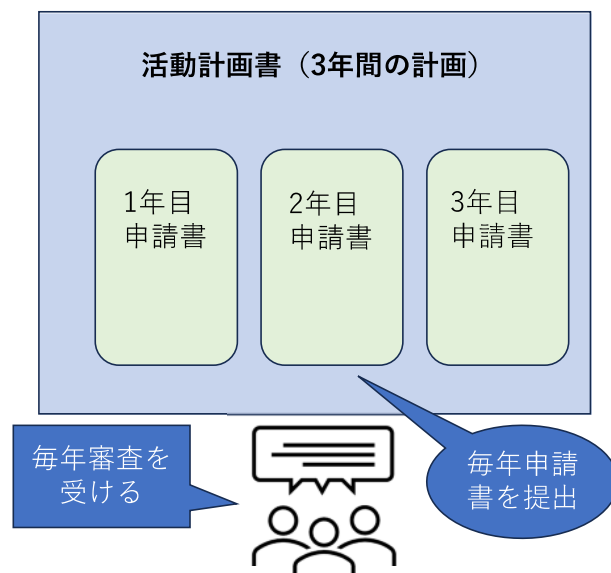 活動計画書（3年間の計画）
1年目
申請書
2年目
申請書
3年目
申請書
毎年審査を
受ける
毎年申請
書を提出